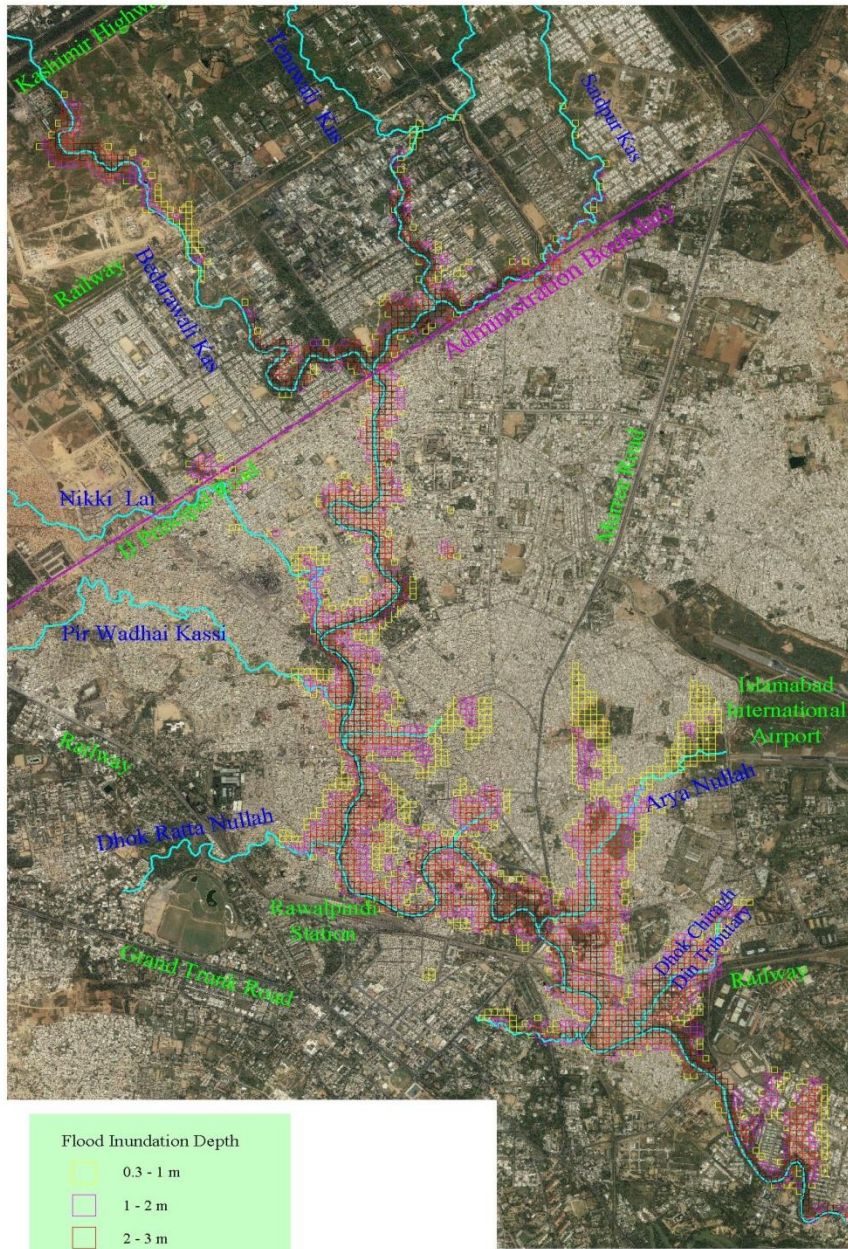 Kashimir Highway
Tenawali Kas
Saidpur Kas
Railway
Bedarawali Kas
Administration Boundary
Murree Road
Nikki Lai
IJ Principal Road
Pir Wadhai Kassi
Islamabad
International
Airport
Railway
Arya Nullah
Dhok Ratta Nullah
Rawalpindi
Station
Dhok Chiragh
Din Tributary
Railway
Grand Trunk Road
Flood Inundation Depth
0.3 - 1 m
1 - 2 m
2 - 3 m